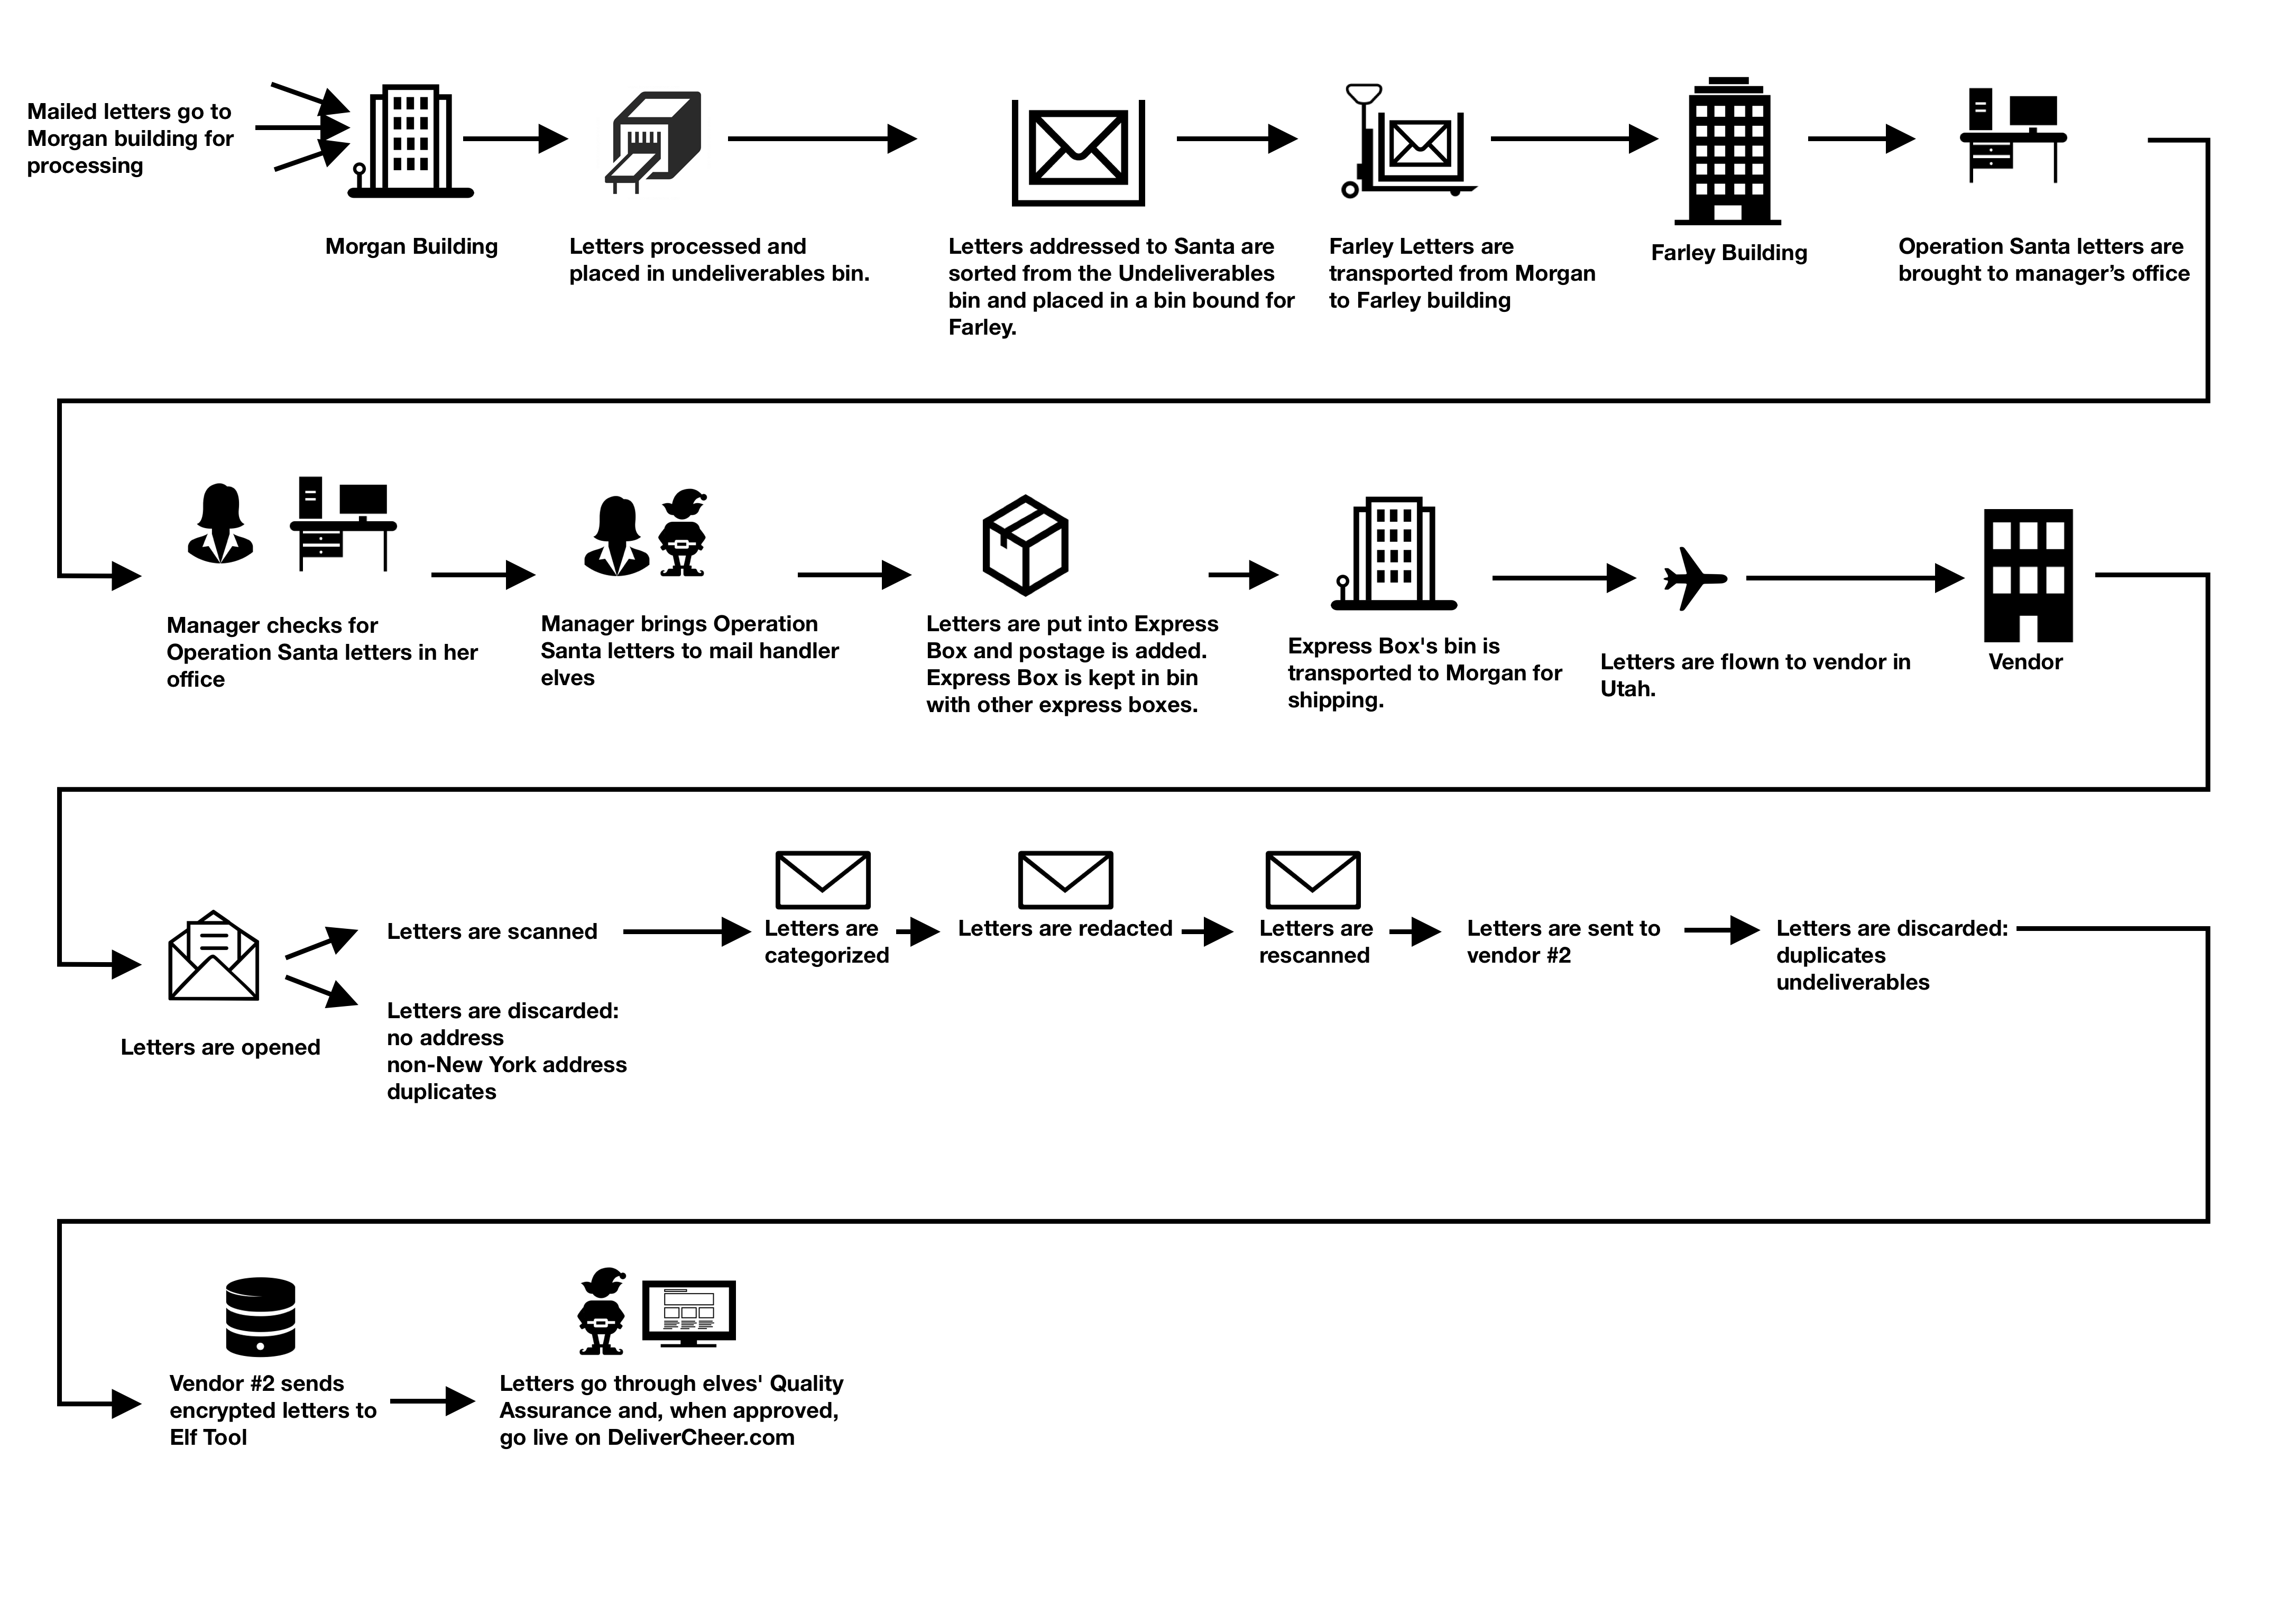 Mailed letters go to
Morgan building for
processing
Morgan Building
Letters processed and
placed in undeliverables bin.
Letters addressed to Santa are
sorted from the Undeliverables
bin and placed in a bin bound for
Farley.
Farley Letters are
transported from Morgan
to Farley building
Farley Building
Operation Santa letters are
brought to manager’s office
Manager checks for
Operation Santa letters in her
office
Manager brings Operation
Santa letters to mail handler
elves
Letters are put into Express
Box and postage is added.
Express Box is kept in bin
with other express boxes.
Express Box's bin is
transported to Morgan for
shipping.
Letters are flown to vendor in
Utah.
Vendor
Letters are opened
Letters are scanned
Letters are discarded:
no address
non-New York address
duplicates
Letters are
categorized
Letters are redacted
Letters are
rescanned
Letters are sent to
vendor #2
Letters are discarded:
duplicates
undeliverables
Vendor #2 sends
encrypted letters to
Elf Tool
Letters go through elves' Quality
Assurance and, when approved,
go live on DeliverCheer.com